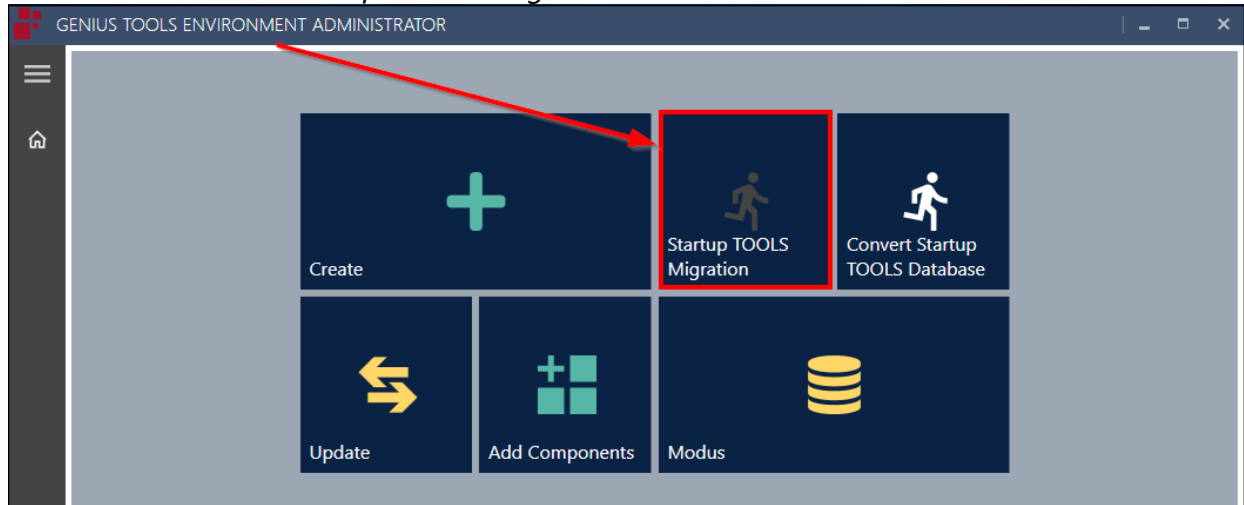 GENIUS TOOLS ENVIRONMENT ADMINISTRATOR
Create
Startup TOOLS
Migration
Convert Startup
TOOLS Database
Update
Add Components
Modus